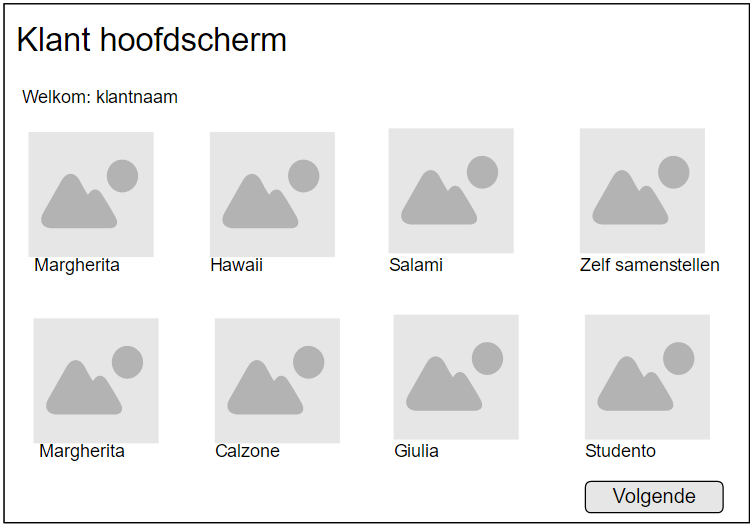 Klant hoofdscherm
Welkom: klantnaam
Margherita
Hawaii
Salami
Zelf samenstellen
Margherita
Calzone
Giulia
Studento
Volgende